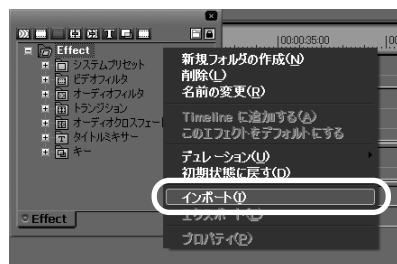 00:00:35:00
Effect
システムプリセット
ビデオフィルタ
オーディオフィルタ
トランジション
オーディオクロスフェー
タイトルミキサー
キー
Effect
新規フォルダの作成(N)
削除(L)
名前の変更(R)
Timeline に追加する(A)
このエフェクトをデフォルトにする
デュレーション(U)
初期状態に戻す(D)
インポート(I)
エクスポート(E)
プロパティ(P)